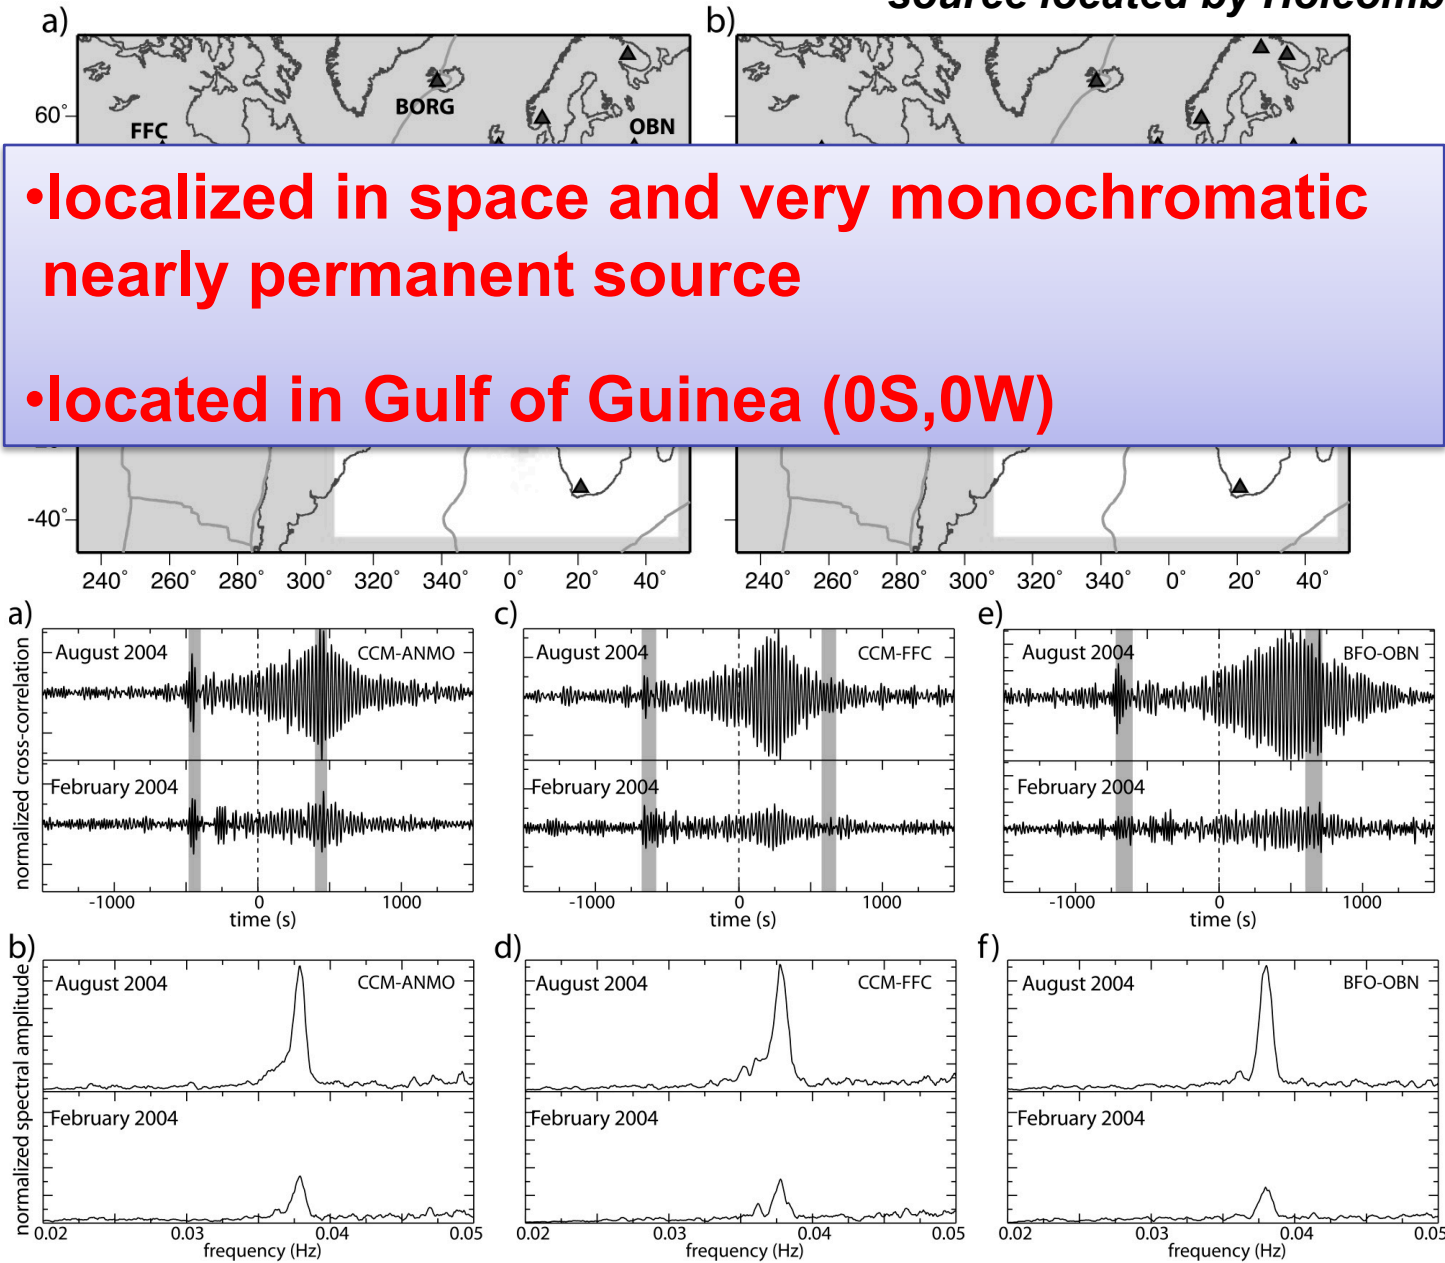 source located by Holcomb
a)
b)
BORG
FFC
OBN
60°
•localized in space and very monochromatic
nearly permanent source
•located in Gulf of Guinea (0S,0W)
-40°
240° 260° 280° 300° 320° 340° 0° 20° 40°
240° 260° 280° 300° 320° 340° 0° 20° 40°
a)
c)
e)
normalized cross-correlation
August 2004 CCM-ANMO
August 2004 CCM-FFC
August 2004 BFO-OBN
February 2004
February 2004
February 2004
-1000 0 1000
-1000 0 1000
-1000 0 1000
time (s)
time (s)
time (s)
b)
d)
f)
normalized spectral amplitude
August 2004 CCM-ANMO
August 2004 CCM-FFC
August 2004 BFO-OBN
February 2004
February 2004
February 2004
0.02 0.03 0.04 0.05
0.02 0.03 0.04 0.05
0.02 0.03 0.04 0.05
frequency (Hz)
frequency (Hz)
frequency (Hz)